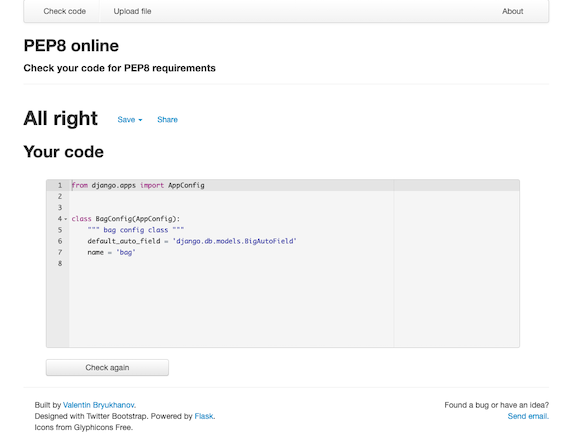 Check code Upload file About
PEP8 online
Check your code for PEP8 requirements
All right Save Share
Your code
1 from django.apps import AppConfig
2
3
4 class BagConfig(AppConfig):
5     """ bag config class """
6     default_auto_field = 'django.db.models.BigAutoField'
7     name = 'bag'
8
Check again
Built by Valentin Bryukhanov. Found a bug or have an idea?
Designed with Twitter Bootstrap. Powered by Flask. Send email.
Icons from Glyphicons Free.